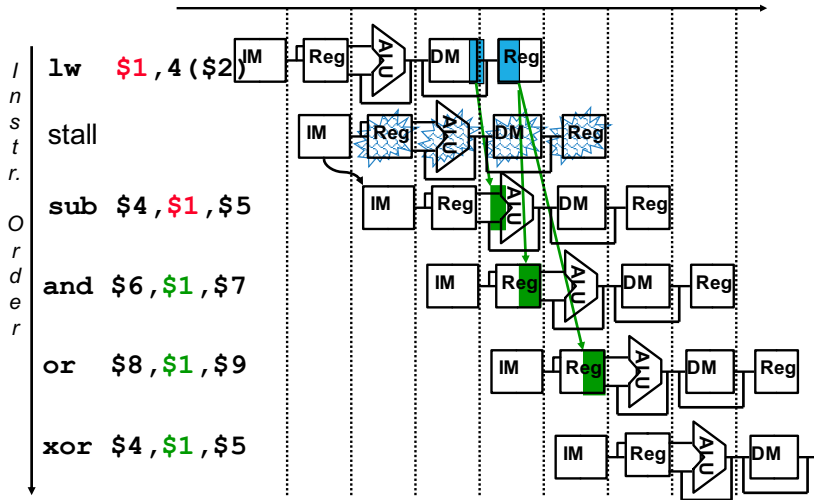 Instr. Order
lw $1,4($2) IM Reg ALU DM Reg
stall IM Reg ALU DM Reg
sub $4,$1,$5 IM Reg ALU DM Reg
and $6,$1,$7 IM Reg ALU DM Reg
or $8,$1,$9 IM Reg ALU DM Reg
xor $4,$1,$5 IM Reg ALU DM